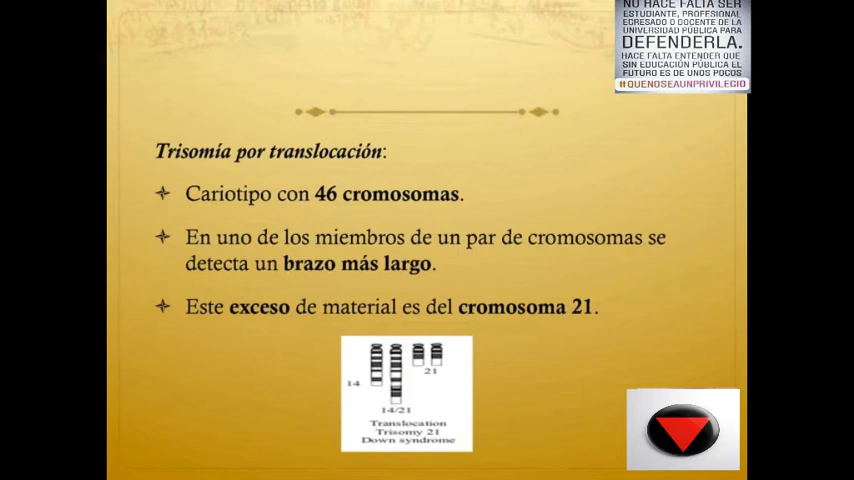 NO HACE FALTA SER
ESTUDIANTE, PROFESIONAL
EGRESADO O DOCENTE DE LA
UNIVERSIDAD PÚBLICA PARA
DEFENDERLA.
HACE FALTA ENTENDER QUE
SIN EDUCACIÓN PÚBLICA EL
FUTURO ES DE UNOS POCOS
#QUENOSEAUNPRIVILEGIO
Trisomía por translocación:
Cariotipo con 46 cromosomas.
En uno de los miembros de un par de cromosomas se
detecta un brazo más largo.
Este exceso de material es del cromosoma 21.
21
14
14/21
Translocation
Trisomy 21
Down syndrome